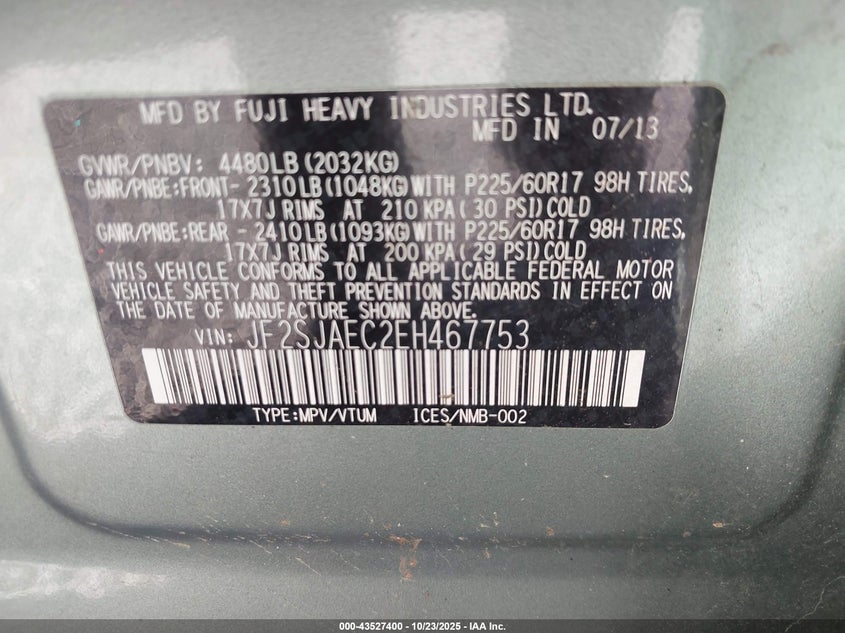 MFD BY FUJI HEAVY INDUSTRIES LTD.
MFD IN 07/13
GVWR/PNBV: 4480LB (2032KG)
GAWR/PNBE:FRONT- 2310LB (1048KG) WITH P225/60R17 98H TIRES,
17X7J RIMS AT 210 KPA( 30 PSI) COLD
GAWR/PNBE:REAR - 2410LB (1093KG) WITH P225/60R17 98H TIRES,
17X7J RIMS AT 200 KPA (29 PSI) COLD
THIS VEHICLE CONFORMS TO ALL APPLICABLE FEDERAL MOTOR
VEHICLE SAFETY AND THEFT PREVENTION STANDARDS IN EFFECT ON
THE DATE OF MANUFACTURE SHOWN ABOVE.
VIN: JF2SJAEC2EH467753
TYPE:MPV/VTUM ICES/NMB-002
000-43527400 - 10/23/2025 - IAA Inc.